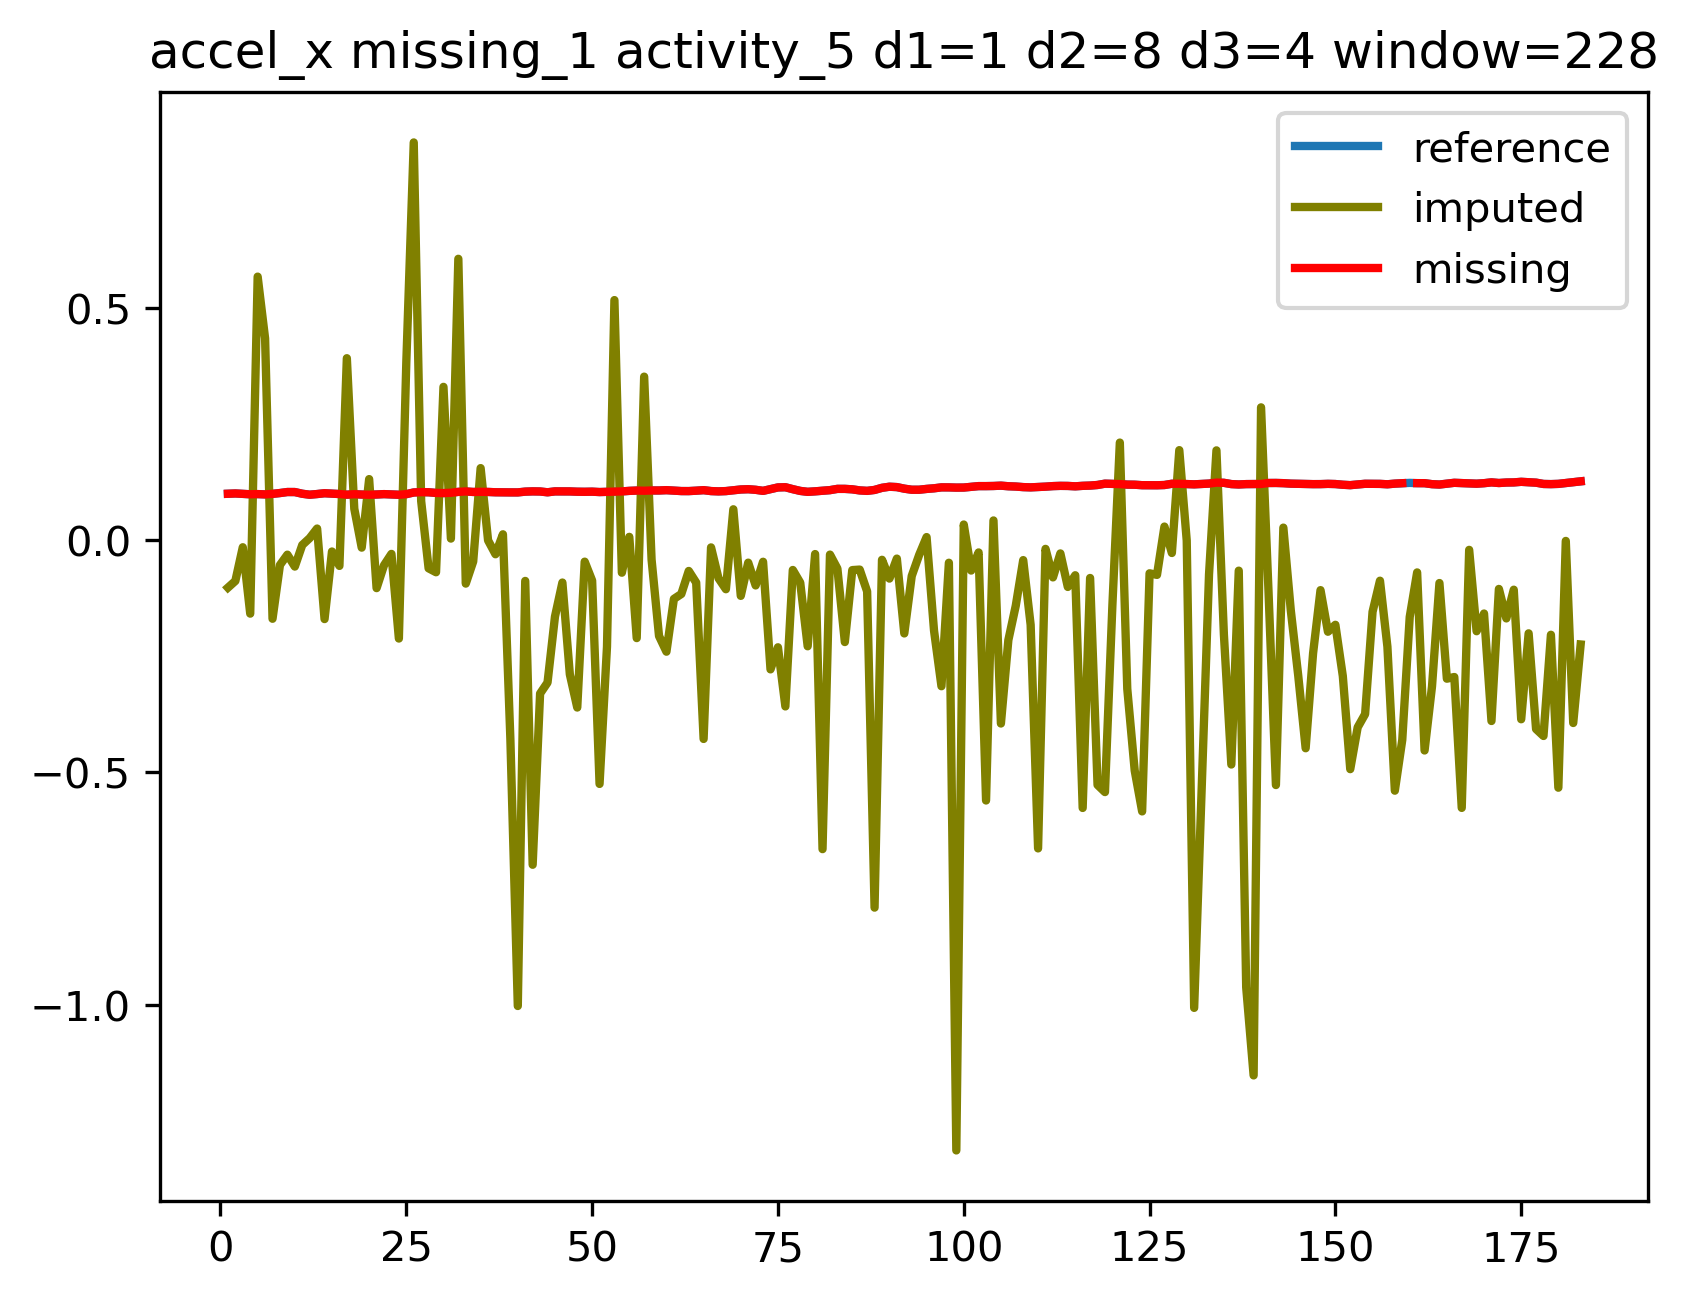 accel_x missing_1 activity_5 d1=1 d2=8 d3=4 window=228
reference
imputed
missing
0.5
0.0
−0.5
−1.0
0 25 50 75 100 125 150 175